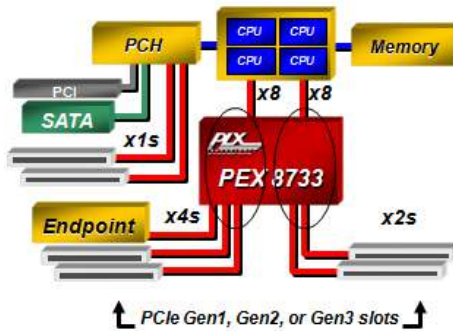 PCH
CPU CPU
CPU CPU
Memory
PCI
SATA
x8 x8
x1s
PLX
PEX 8733
Endpoint
x4s
x2s
PCIe Gen1, Gen2, or Gen3 slots